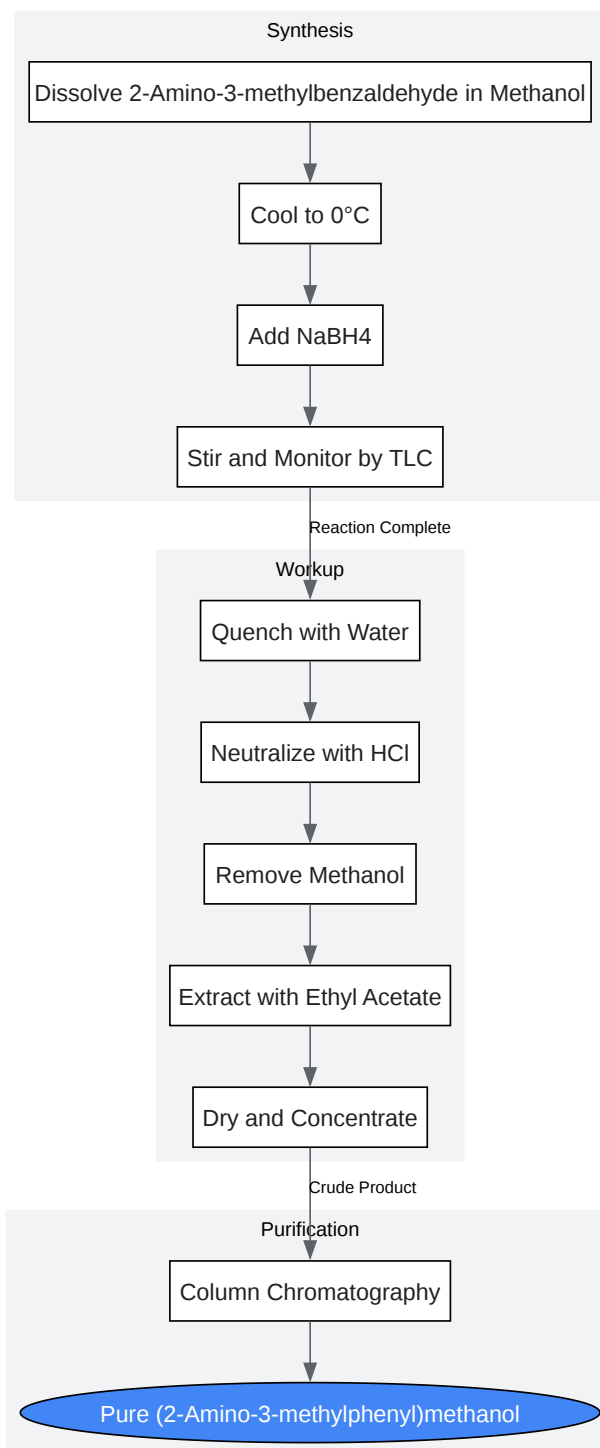 Synthesis
Dissolve 2-Amino-3-methylbenzaldehyde in Methanol
Cool to 0°C
Add NaBH4
Stir and Monitor by TLC
Reaction Complete
Workup
Quench with Water
Neutralize with HCl
Remove Methanol
Extract with Ethyl Acetate
Dry and Concentrate
Crude Product
Purification
Column Chromatography
Pure (2-Amino-3-methylphenyl)methanol